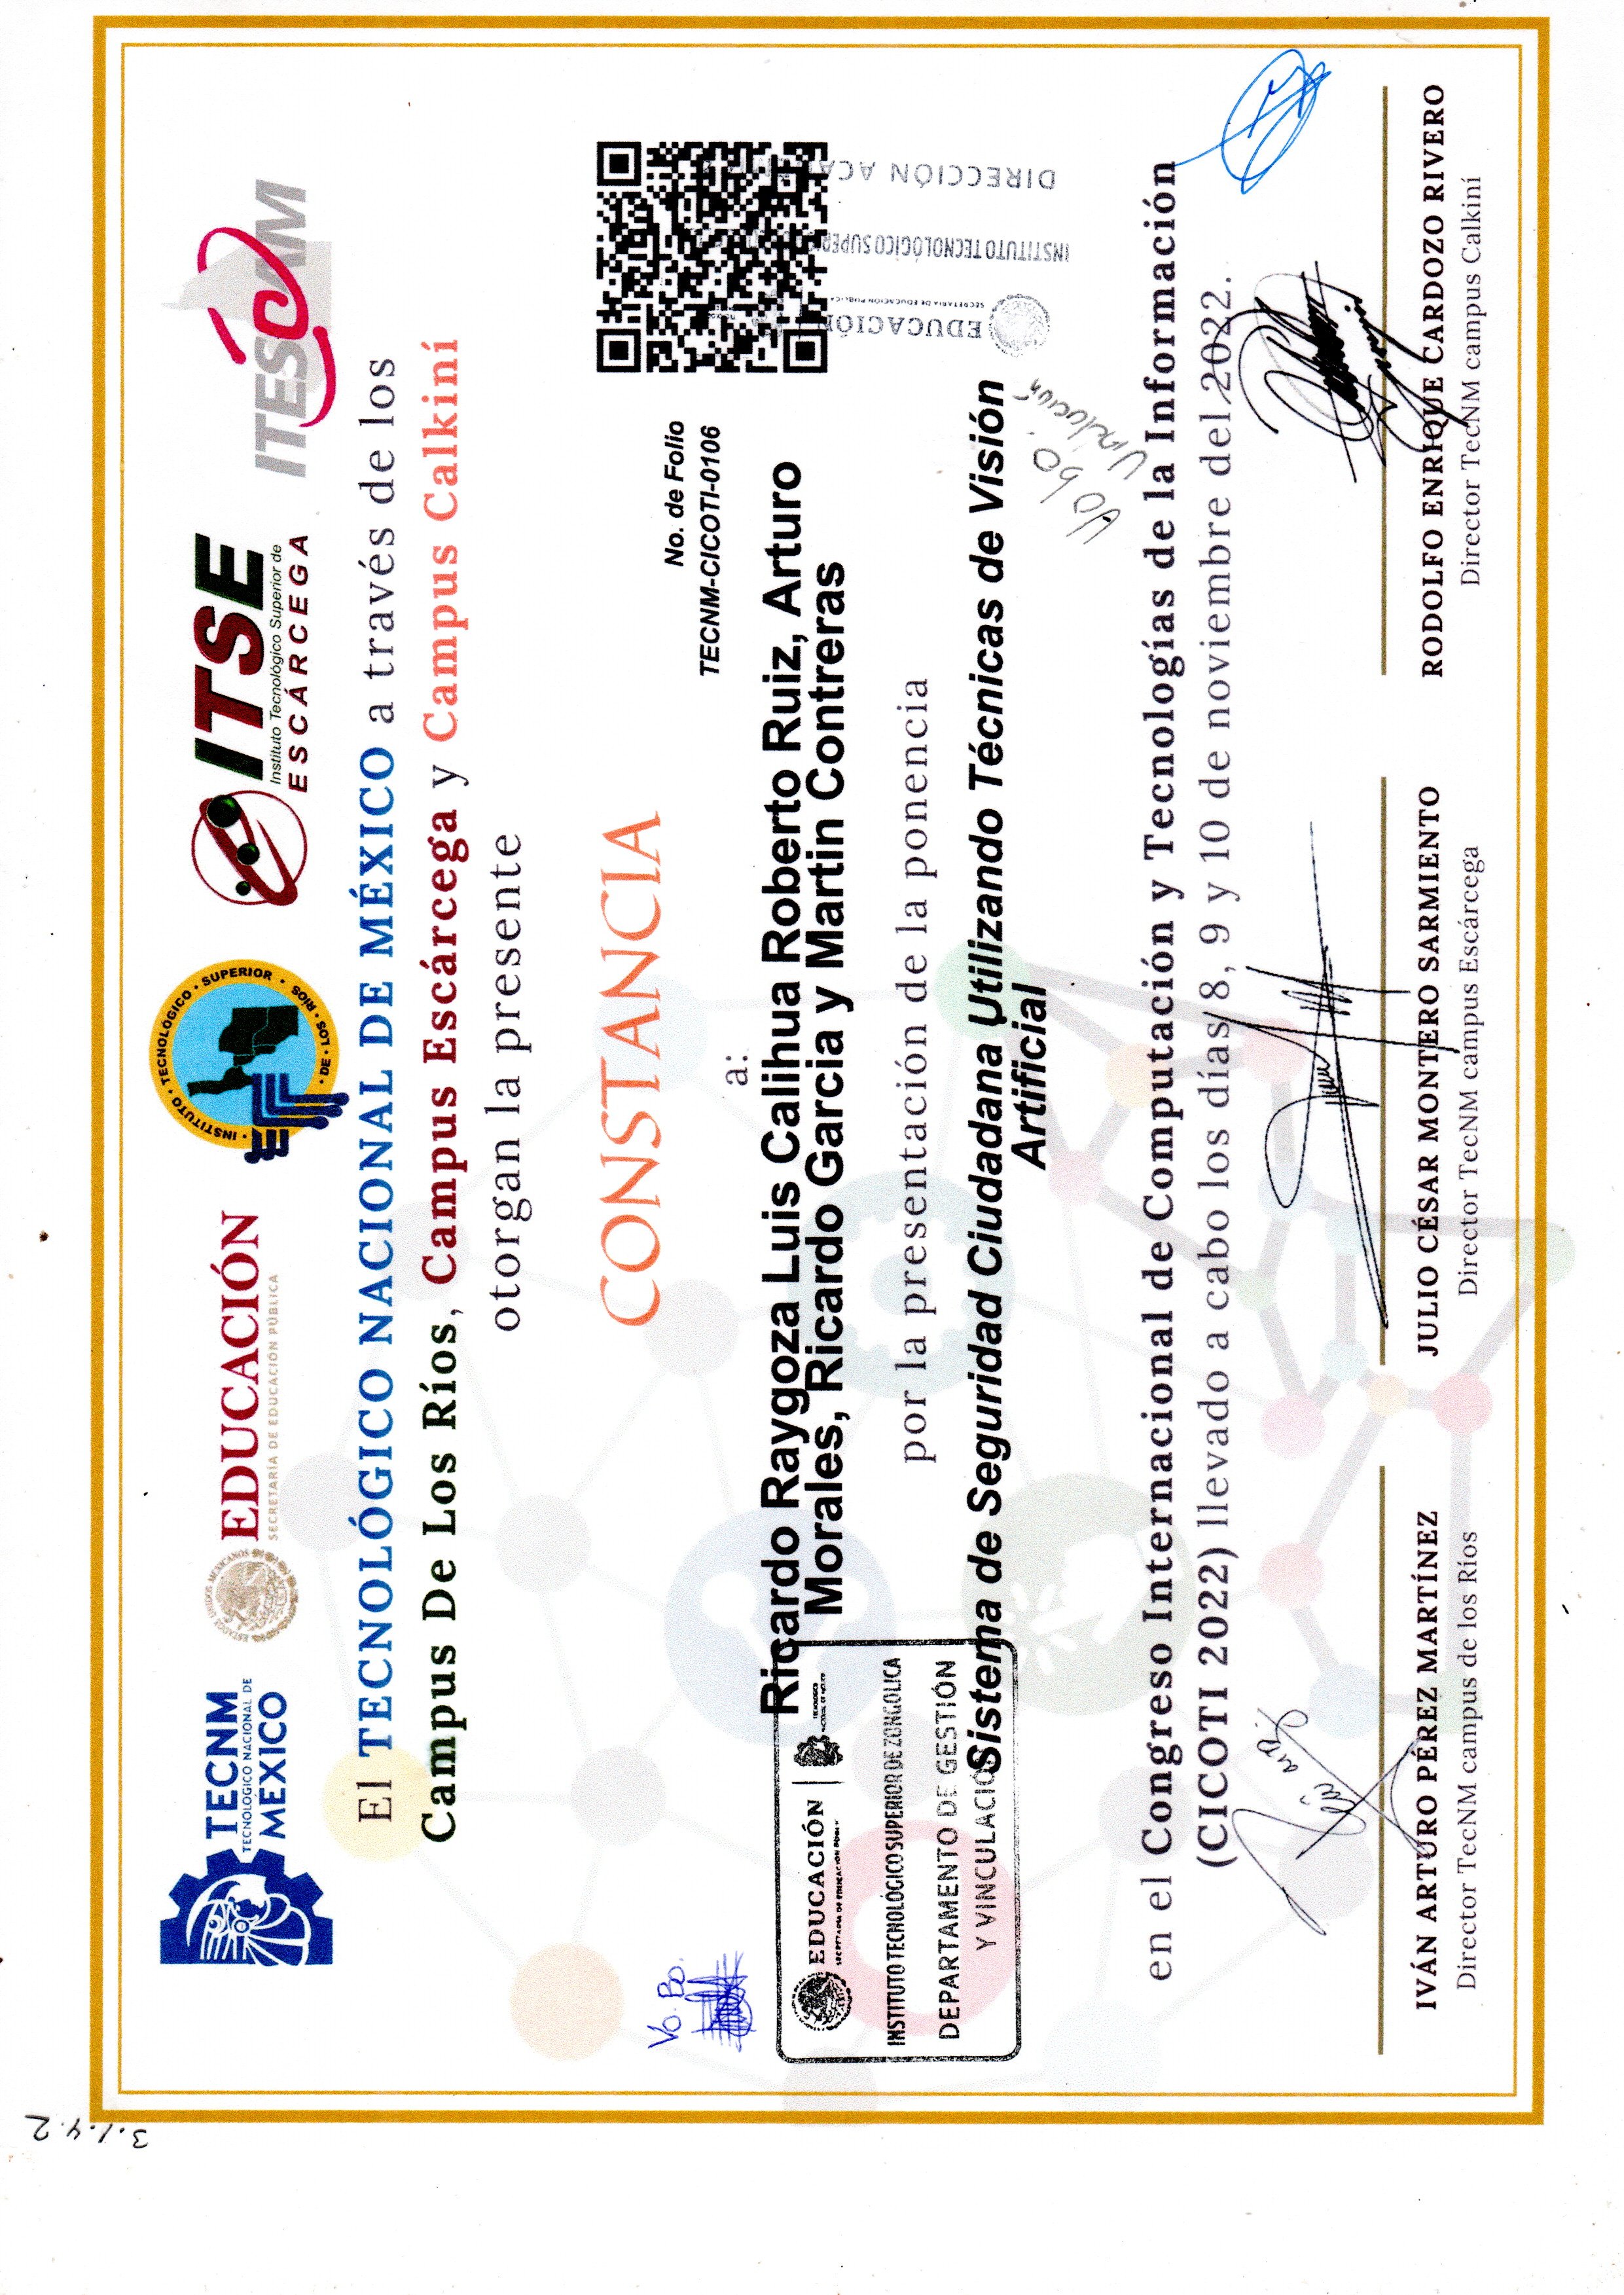 TECNM
TECNOLÓGICO NACIONAL DE
MÉXICO
ESTADOS UNIDOS MEXICANOS
EDUCACIÓN
SECRETARÍA DE EDUCACIÓN PÚBLICA
INSTITUTO • TECNOLÓGICO • SUPERIOR • DE • LOS • RÍOS
ITSE
Instituto Tecnológico Superior de
ESCÁRCEGA
ITESCAM
El TECNOLÓGICO NACIONAL DE MÉXICO a través de los
Campus De Los Ríos, Campus Escárcega y Campus Calkiní
otorgan la presente
CONSTANCIA
No. de Folio
TECNM-CICOTI-0106
a:
Ricardo Raygoza Luis Calihua Roberto Ruiz, Arturo
Morales, Ricardo Garcia y Martin Contreras
por la presentación de la ponencia
Sistema de Seguridad Ciudadana Utilizando Técnicas de Visión
Artificial
en el Congreso Internacional de Computación y Tecnologías de la Información
(CICOTI 2022) llevado a cabo los días 8, 9 y 10 de noviembre del 2022.
IVÁN ARTURO PÉREZ MARTÍNEZ
Director TecNM campus de los Ríos
JULIO CÉSAR MONTERO SARMIENTO
Director TecNM campus Escárcega
RODOLFO ENRIQUE CARDOZO RIVERO
Director TecNM campus Calkiní
Vo. Bo.
EDUCACIÓN
SECRETARÍA DE EDUCACIÓN PÚBLICA
INSTITUTO TECNOLÓGICO SUPERIOR DE ZONGOLICA
DEPARTAMENTO DE GESTIÓN
Y VINCULACIÓN
EDUCACIÓN
SECRETARÍA DE EDUCACIÓN PÚBLICA
INSTITUTO TECNOLÓGICO SUPERIOR
DIRECCIÓN
Vo bo.
Vinculación
3.1.4.2